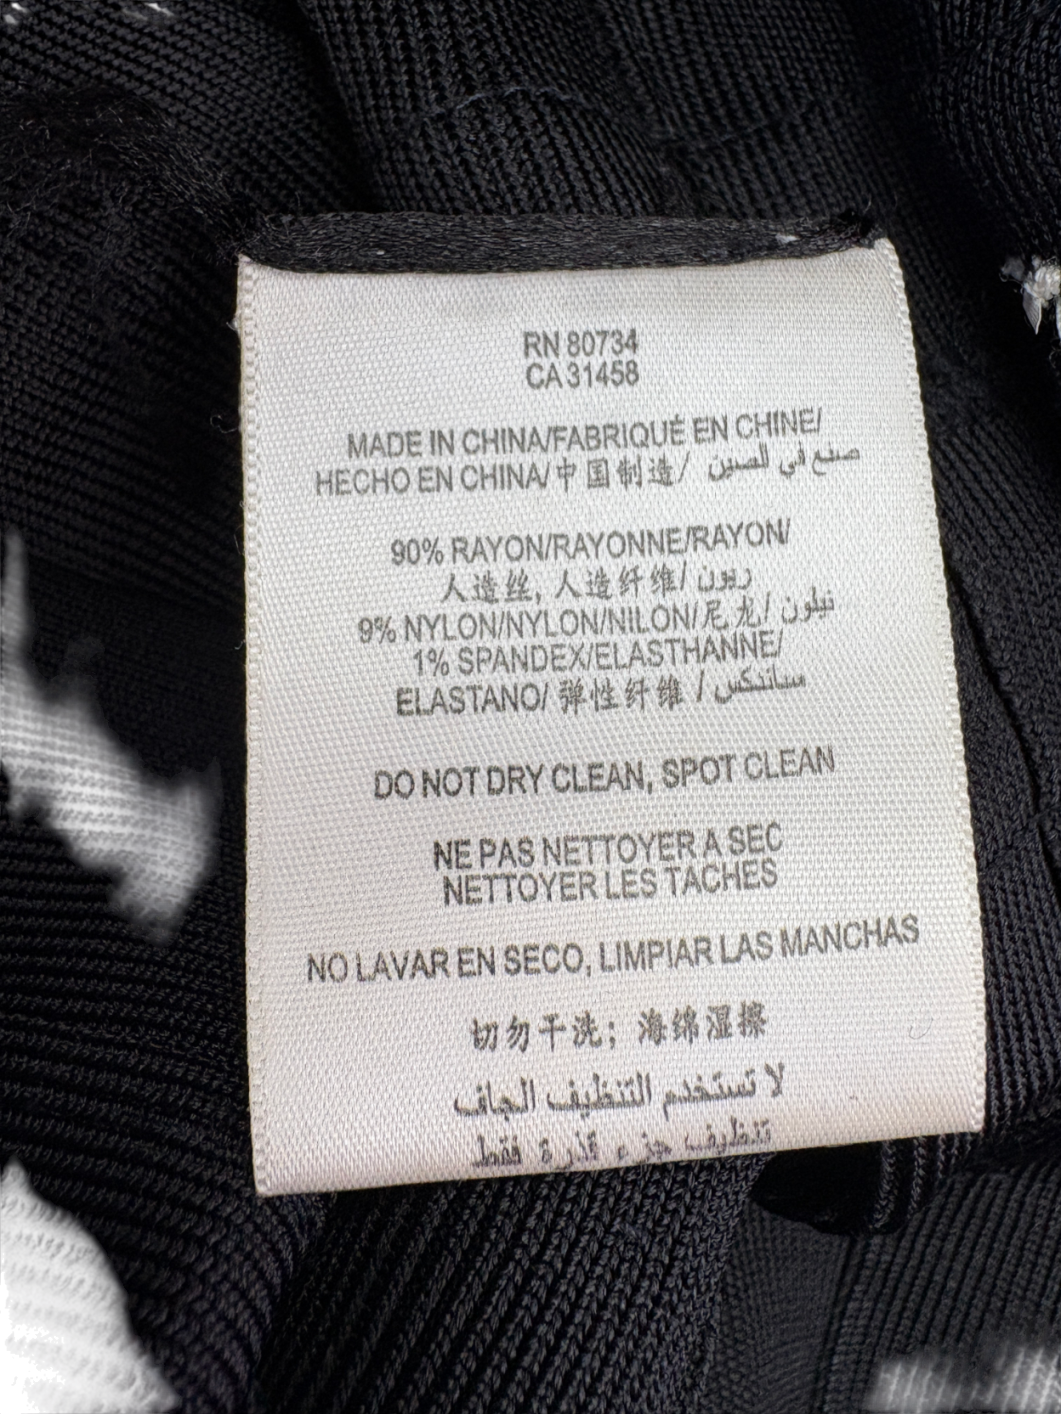 RN 80734
CA 31458
MADE IN CHINA/FABRIQUÉ EN CHINE/
HECHO EN CHINA/中国制造/ صنع في الصين
90% RAYON/RAYONNE/RAYON/
人造丝, 人造纤维/ ريون
9% NYLON/NYLON/NILON/尼龙/ نيلون
1% SPANDEX/ELASTHANNE/
ELASTANO/ 弹性纤维 / سباندكس
DO NOT DRY CLEAN, SPOT CLEAN
NE PAS NETTOYER A SEC
NETTOYER LES TACHES
NO LAVAR EN SECO, LIMPIAR LAS MANCHAS
切勿干洗; 海绵湿擦
لا تستخدم التنظيف الجاف
تنظيف جزء قذرة فقط